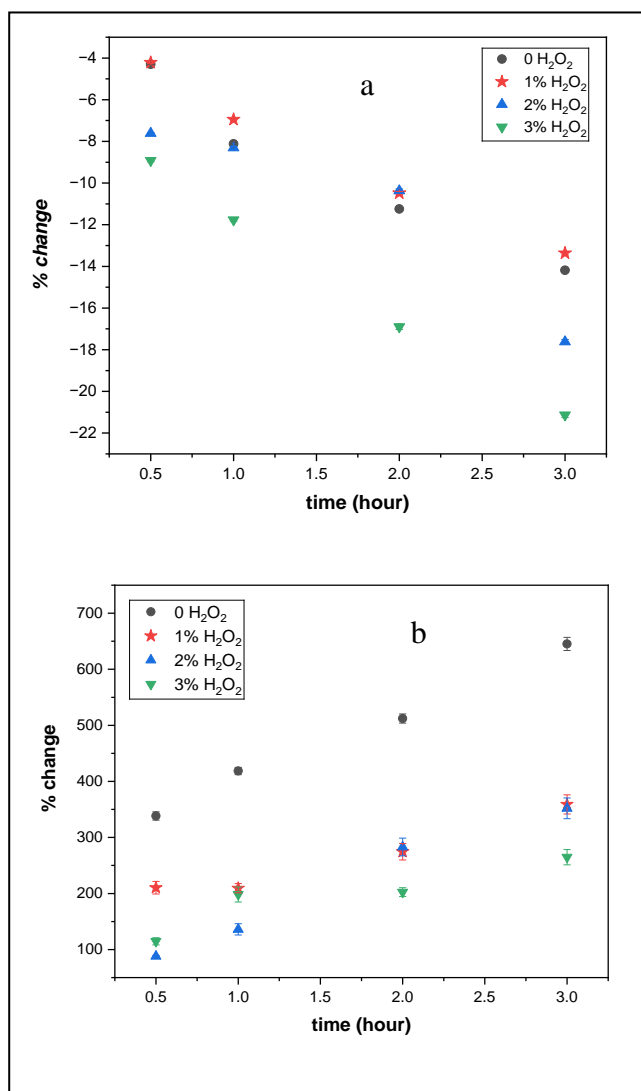 a
0 H₂O₂
1% H₂O₂
2% H₂O₂
3% H₂O₂
% change
−4
−6
−8
−10
−12
−14
−16
−18
−20
−22
0.5 1.0 1.5 2.0 2.5 3.0
time (hour)
b
0 H₂O₂
1% H₂O₂
2% H₂O₂
3% H₂O₂
% change
700
600
500
400
300
200
100
0.5 1.0 1.5 2.0 2.5 3.0
time (hour)